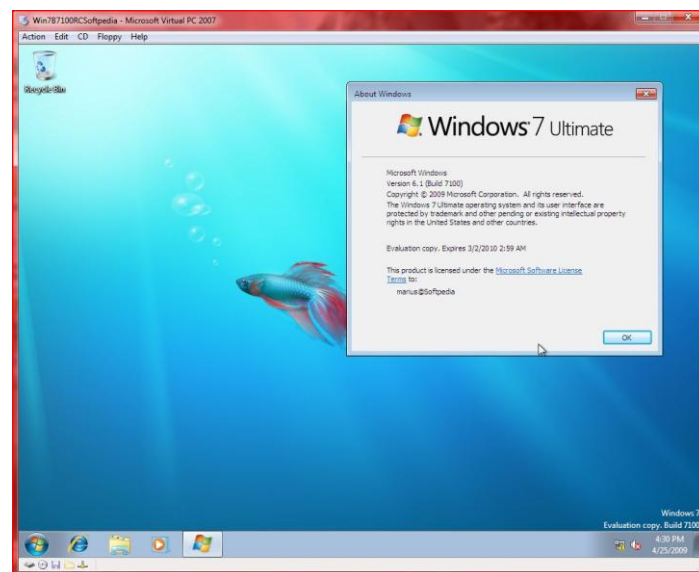 Win7B7100RCSoftpedia - Microsoft Virtual PC 2007
Action Edit CD Floppy Help
Recycle Bin
About Windows
Windows 7 Ultimate
Microsoft Windows
Version 6.1 (Build 7100)
Copyright © 2009 Microsoft Corporation. All rights reserved.
The Windows 7 Ultimate operating system and its user interface are
protected by trademark and other pending or existing intellectual property
rights in the United States and other countries.
Evaluation copy. Expires 3/2/2010 2:59 AM
This product is licensed under the Microsoft Software License
Terms to:
marius@Softpedia
OK
Windows 7
Evaluation copy. Build 7100
4:30 PM
4/25/2009